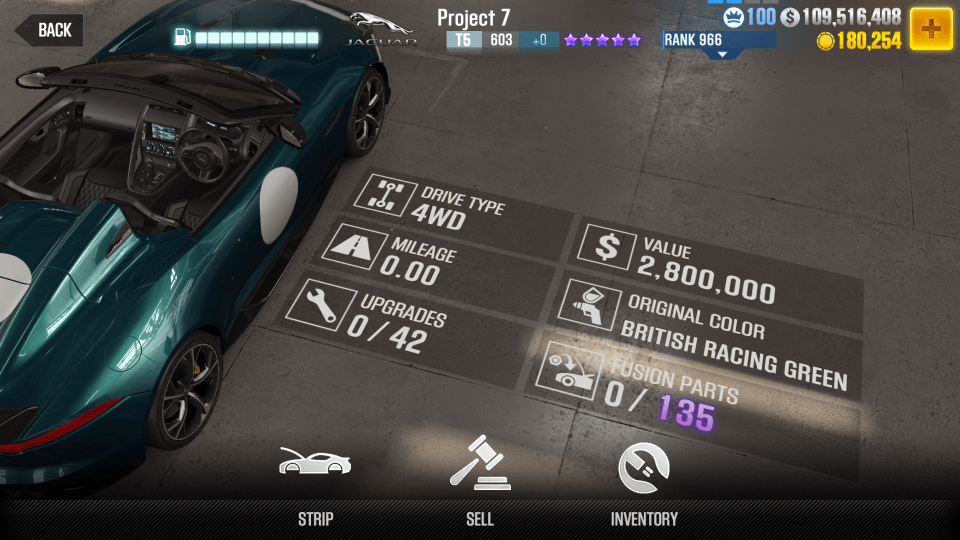 BACK
JAGUAR
Project 7
T5 603 +0
RANK 966
100 $ 109,516,408
180,254
DRIVE TYPE
4WD
MILEAGE
0.00
UPGRADES
0/42
$ VALUE
2,800,000
ORIGINAL COLOR
BRITISH RACING GREEN
FUSION PARTS
0/135
STRIP
SELL
INVENTORY